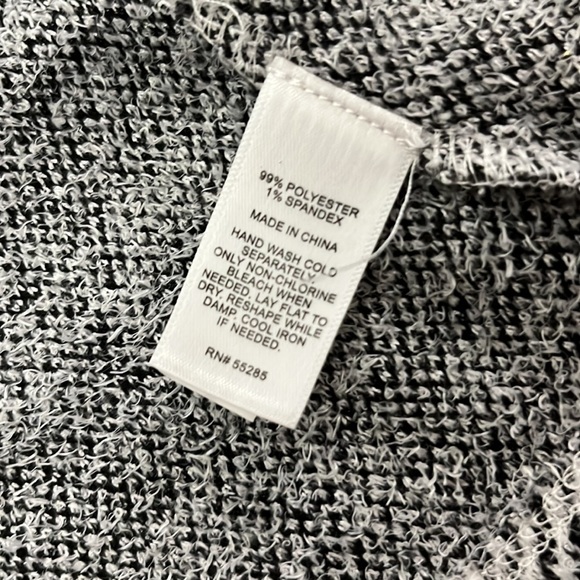 99% POLYESTER
1% SPANDEX
MADE IN CHINA
HAND WASH COLD
SEPARATELY
ONLY NON-CHLORINE
BLEACH WHEN
NEEDED, LAY FLAT TO
DRY, RESHAPE WHILE
DAMP, COOL IRON
IF NEEDED.
RN# 55285